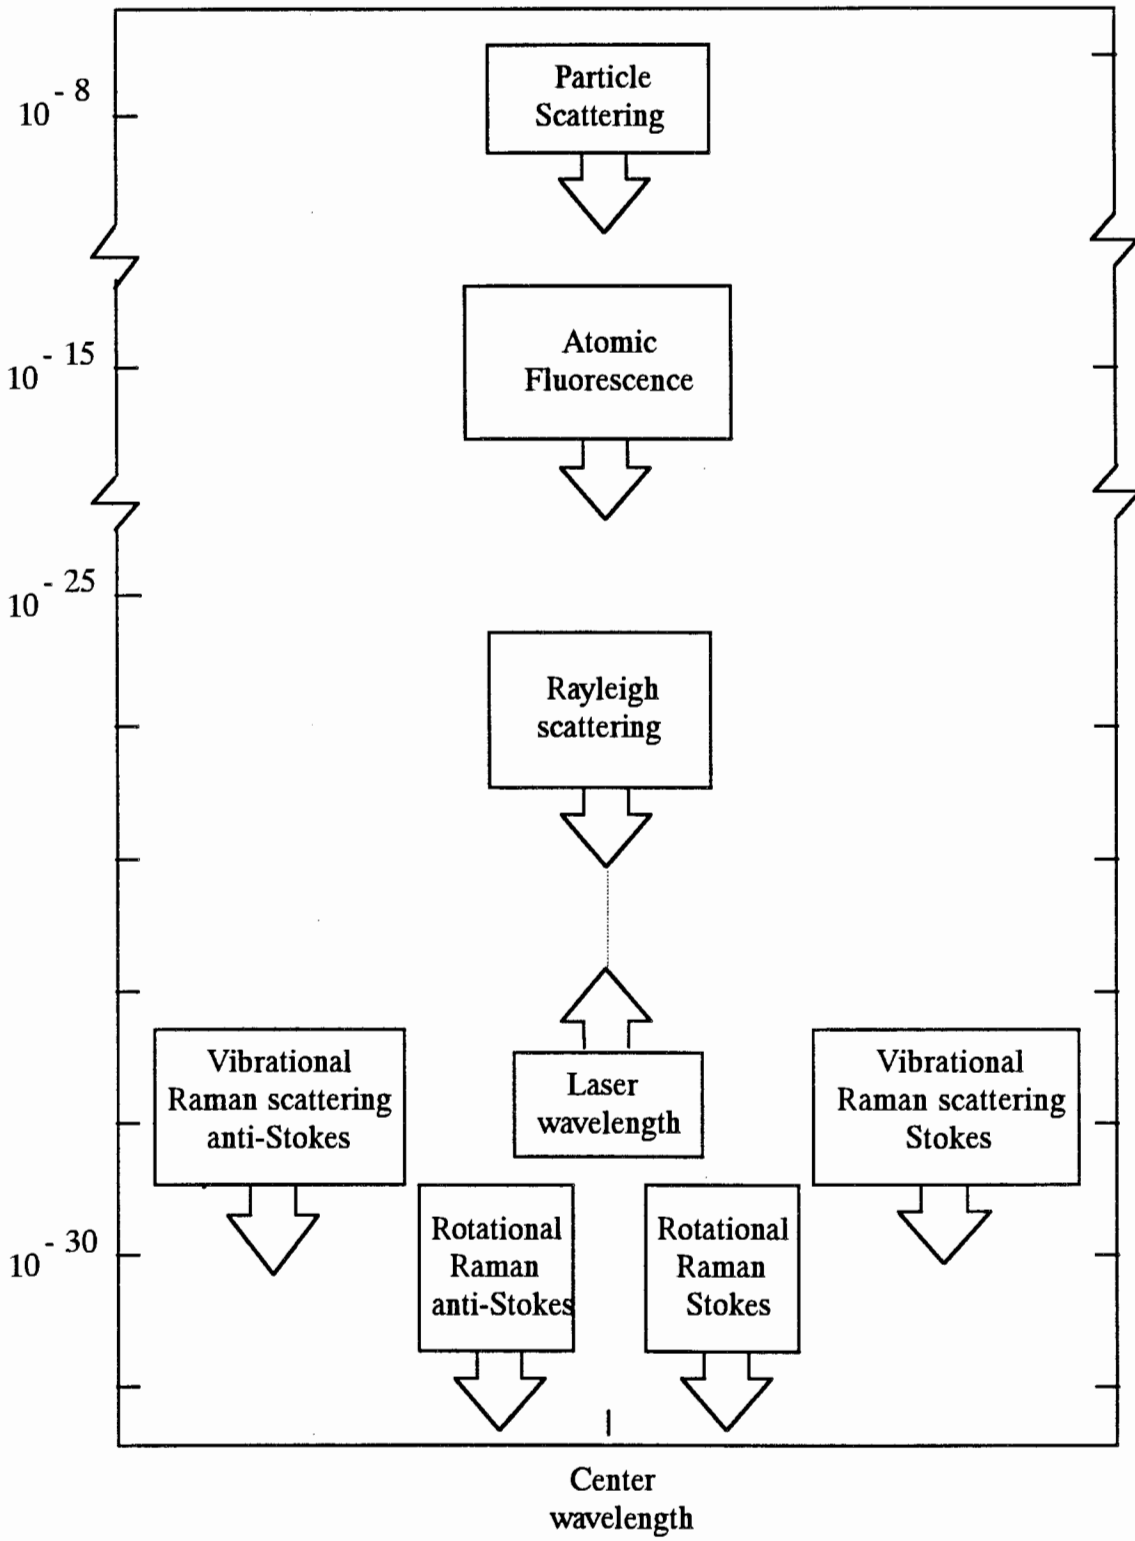 Particle
Scattering
10^-8
Atomic
Fluorescence
10^-15
10^-25
Rayleigh
scattering
Vibrational
Raman scattering
anti-Stokes
Laser
wavelength
Vibrational
Raman scattering
Stokes
10^-30
Rotational
Raman
anti-Stokes
Rotational
Raman
Stokes
Center
wavelength